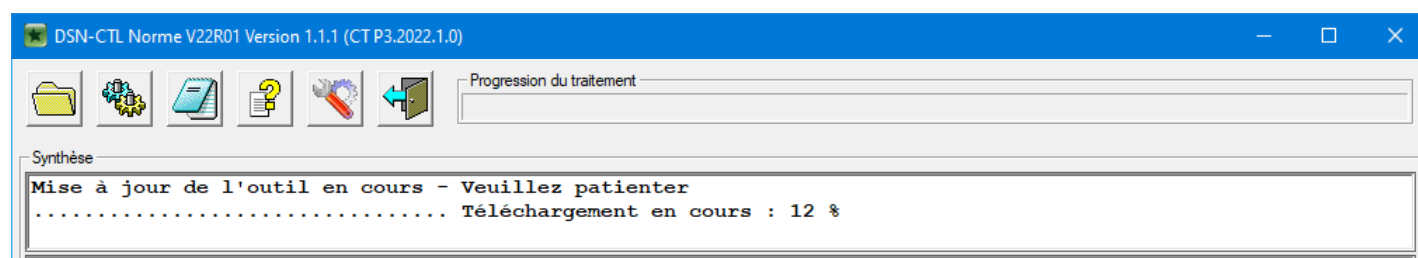 DSN-CTL Norme V22R01 Version 1.1.1 (CT P3.2022.1.0)
Progression du traitement
Synthèse
Mise à jour de l'outil en cours - Veuillez patienter
................................. Téléchargement en cours : 12 %